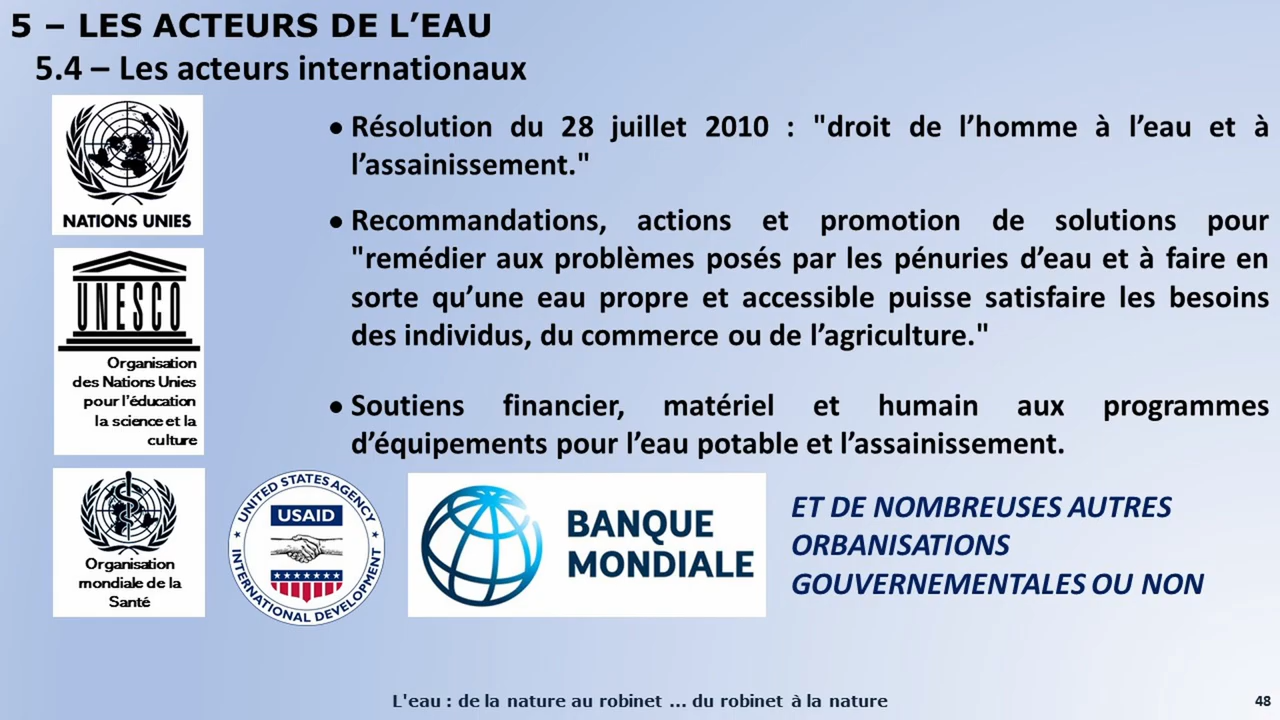 5 – LES ACTEURS DE L’EAU
5.4 – Les acteurs internationaux
NATIONS UNIES
• Résolution du 28 juillet 2010 : "droit de l’homme à l’eau et à
l’assainissement."
• Recommandations, actions et promotion de solutions pour
"remédier aux problèmes posés par les pénuries d’eau et à faire en
sorte qu’une eau propre et accessible puisse satisfaire les besoins
des individus, du commerce ou de l’agriculture."
UNESCO
Organisation
des Nations Unies
pour l’éducation
la science et la
culture
• Soutiens financier, matériel et humain aux programmes
d’équipements pour l’eau potable et l’assainissement.
Organisation
mondiale de la
Santé
UNITED STATES AGENCY
USAID
INTERNATIONAL DEVELOPMENT
BANQUE
MONDIALE
ET DE NOMBREUSES AUTRES
ORBANISATIONS
GOUVERNEMENTALES OU NON
L'eau : de la nature au robinet ... du robinet à la nature
48